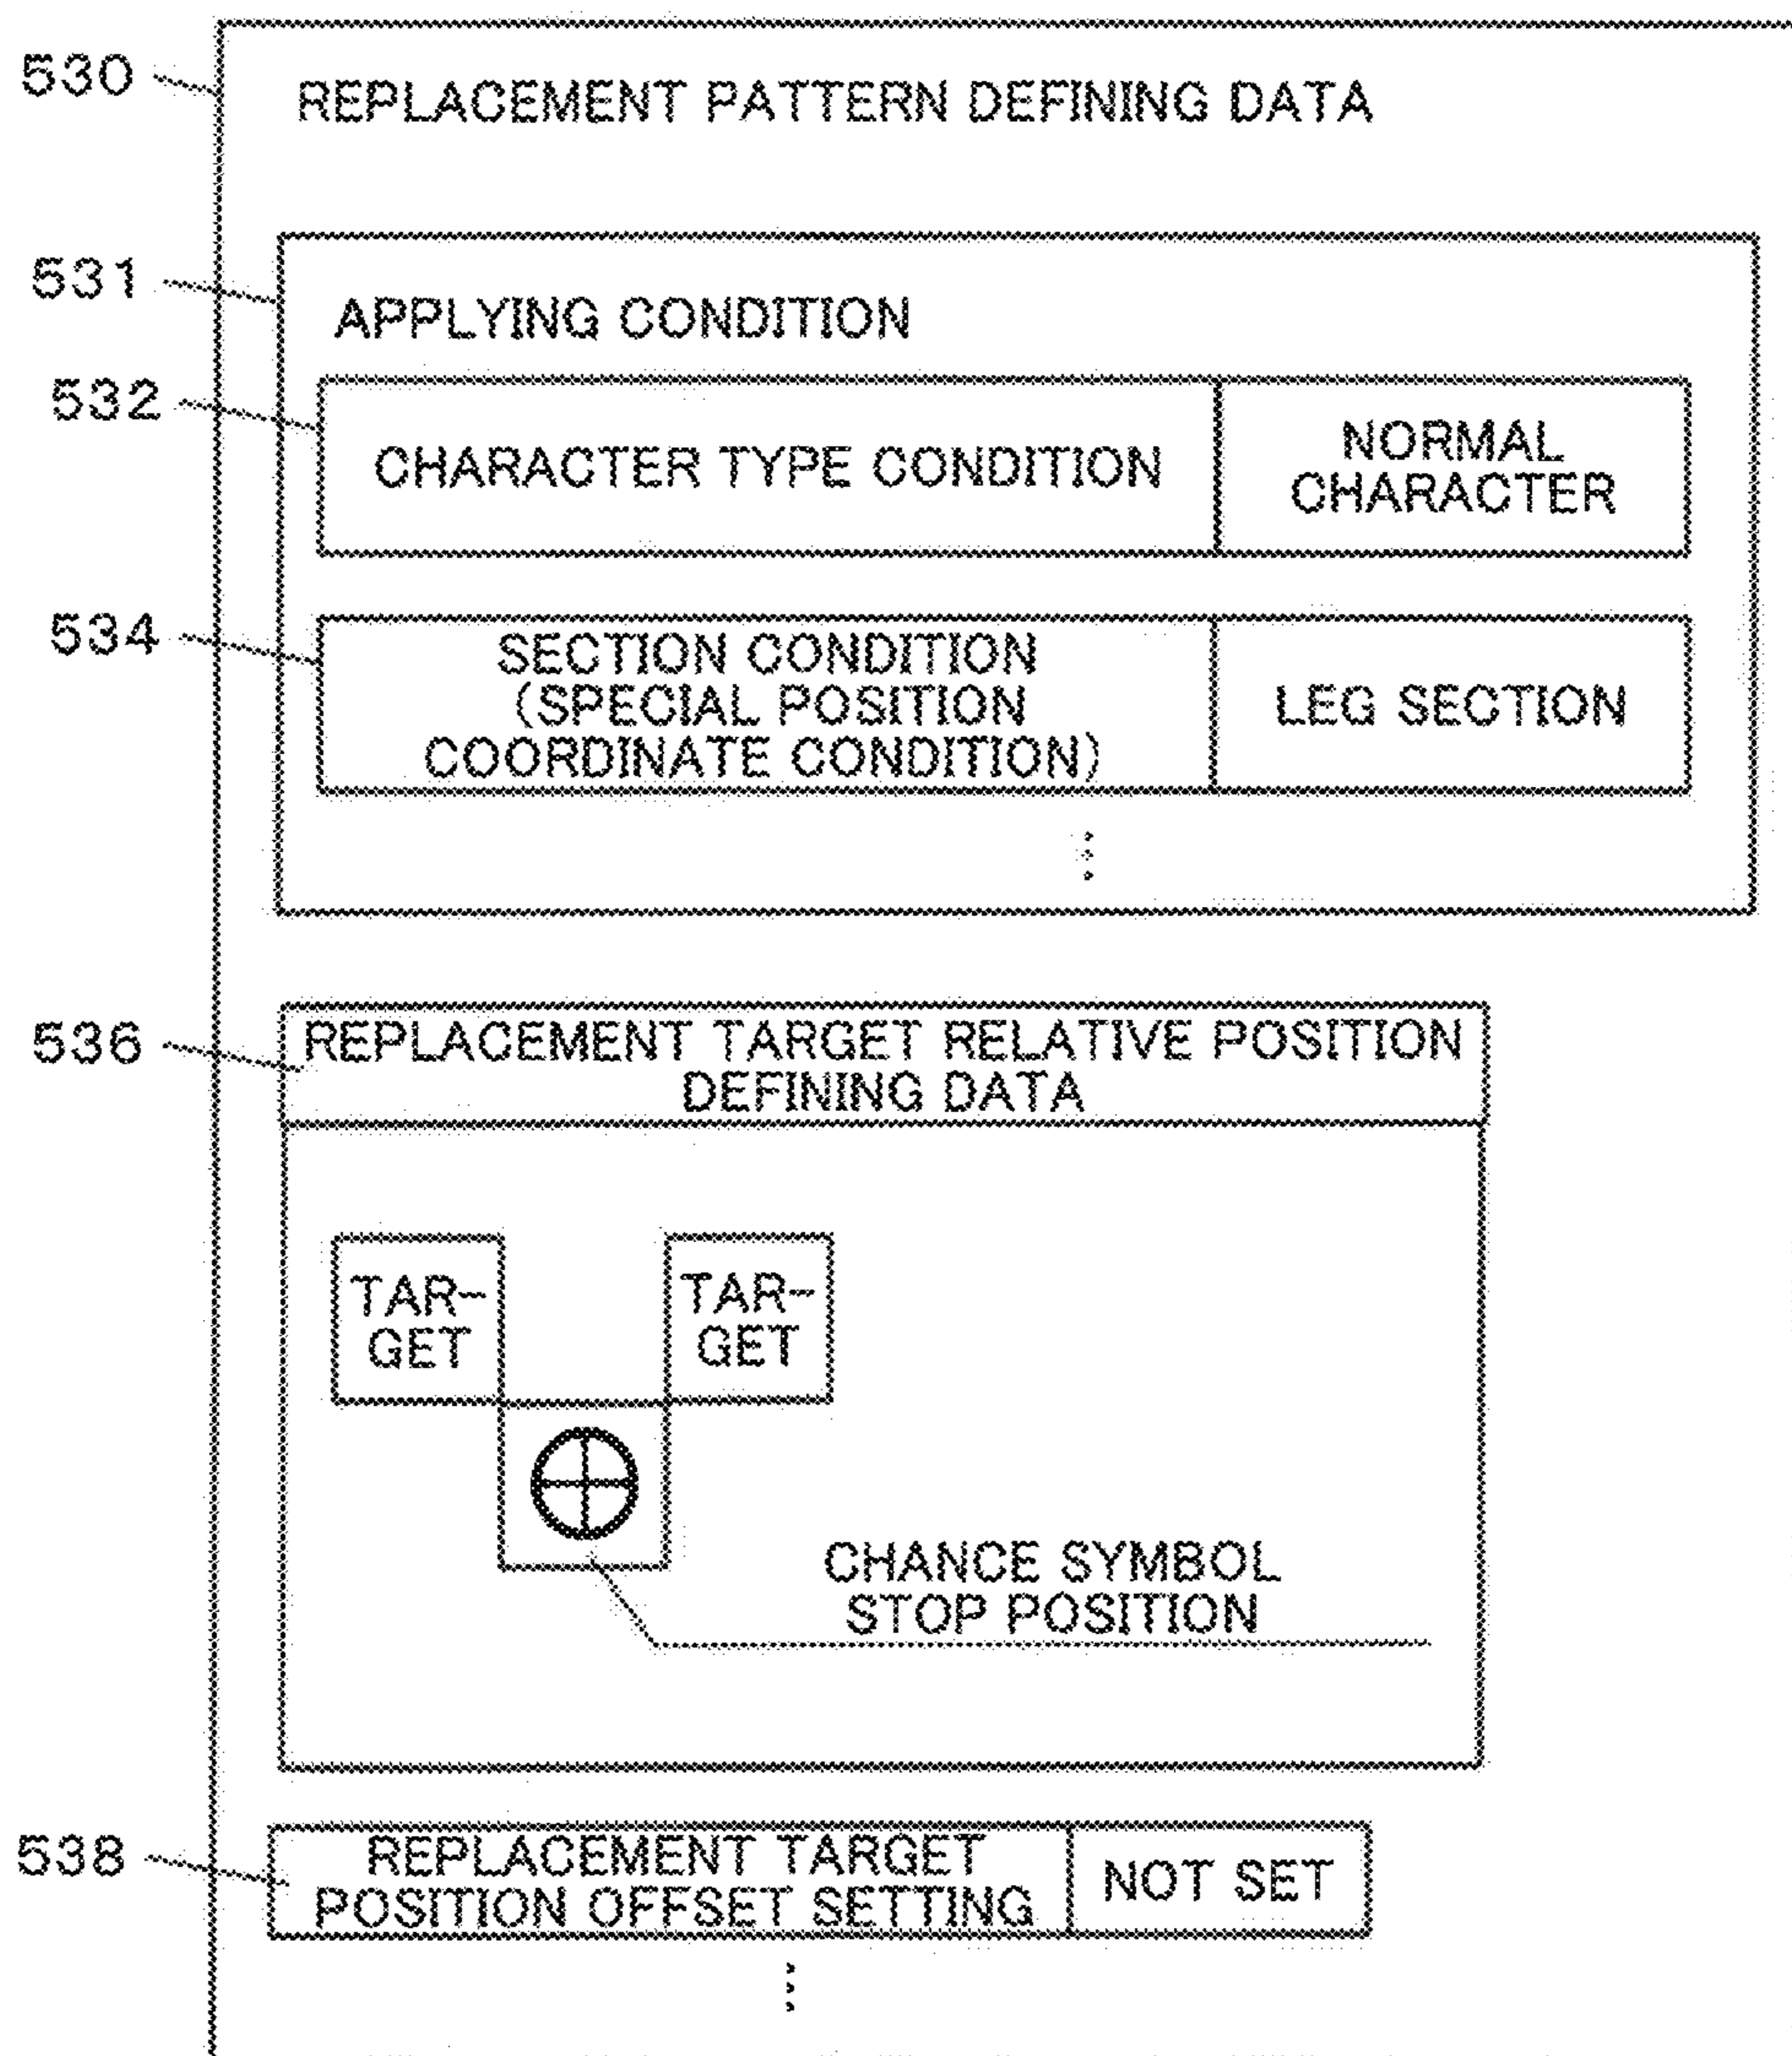 530
REPLACEMENT PATTERN DEFINING DATA
531
APPLYING CONDITION
532
CHARACTER TYPE CONDITION
NORMAL
CHARACTER
534
SECTION CONDITION
(SPECIAL POSITION
COORDINATE CONDITION)
LEG SECTION
536
REPLACEMENT TARGET RELATIVE POSITION
DEFINING DATA
TAR-
GET
TAR-
GET
CHANCE SYMBOL
STOP POSITION
538
REPLACEMENT TARGET
POSITION OFFSET SETTING
NOT SET